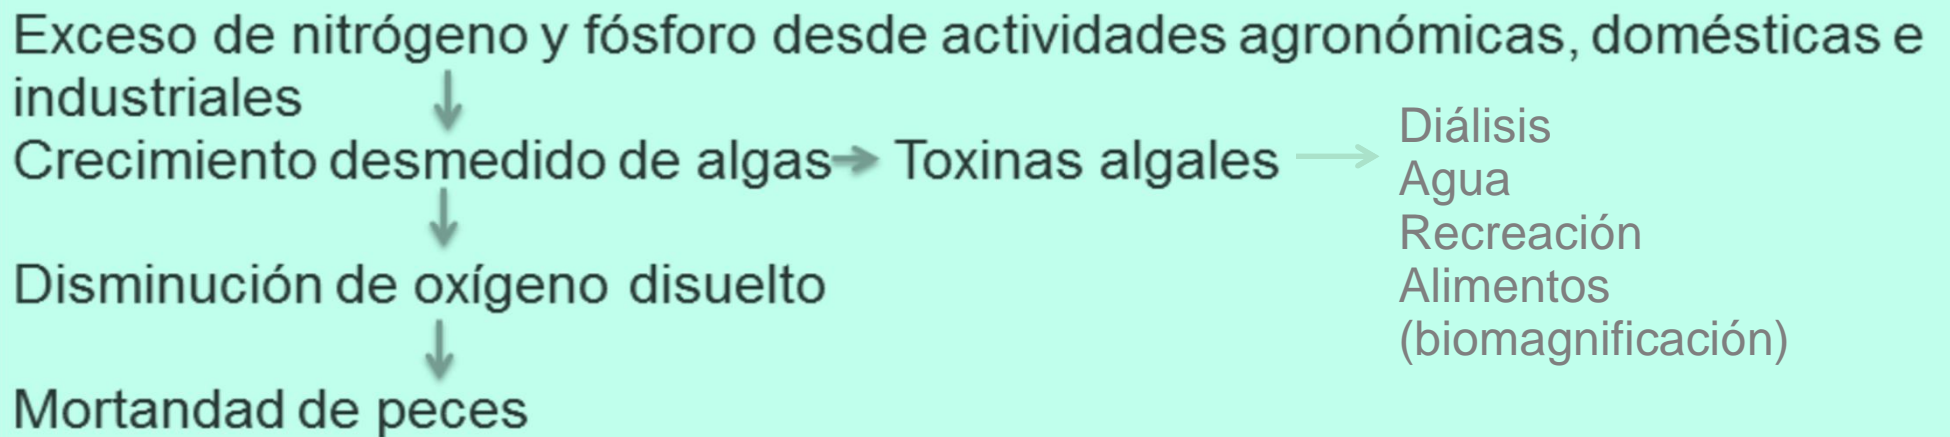 Exceso de nitrógeno y fósforo desde actividades agronómicas, domésticas e
industriales
Crecimiento desmedido de algas
Toxinas algales
Diálisis
Agua
Recreación
Alimentos
(biomagnificación)
Disminución de oxígeno disuelto
Mortandad de peces